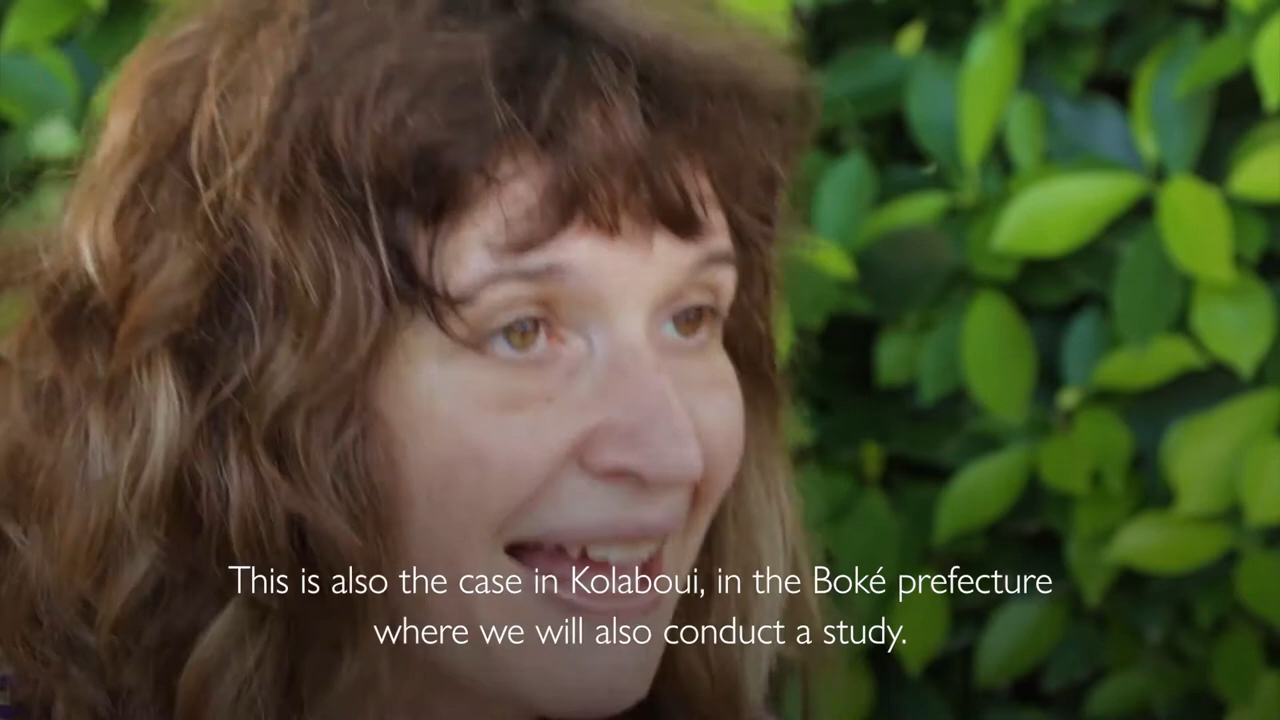 This is also the case in Kolaboui, in the Boké prefecture
where we will also conduct a study.